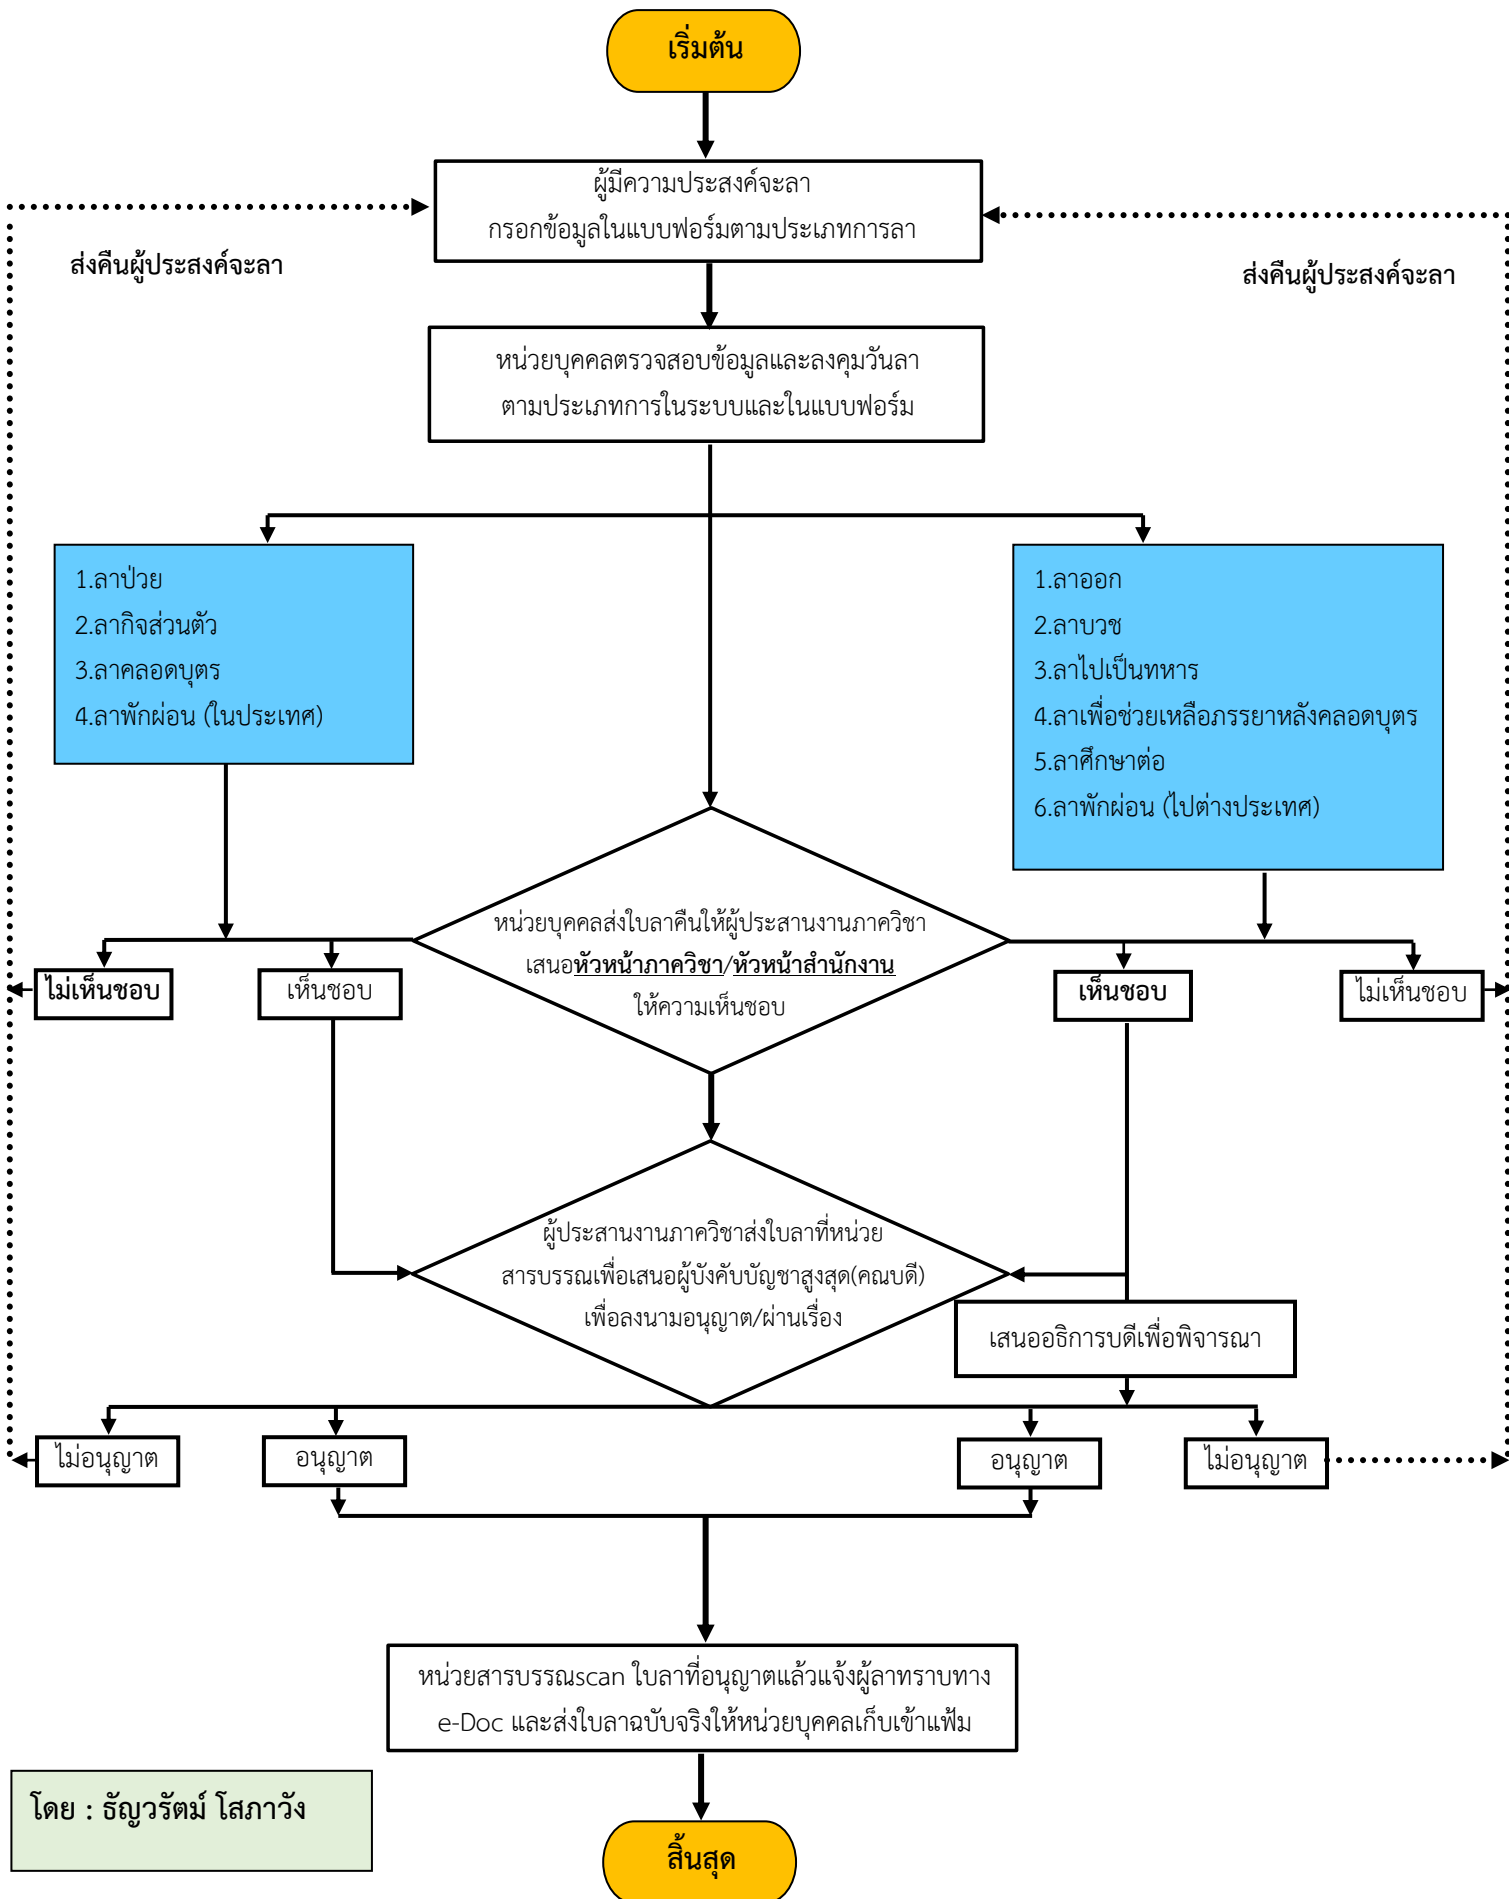 เริ่มต้น
ผู้มีความประสงค์จะลา
กรอกข้อมูลในแบบฟอร์มตามประเภทการลา
ส่งคืนผู้ประสงค์จะลา
ส่งคืนผู้ประสงค์จะลา
หน่วยบุคคลตรวจสอบข้อมูลและลงคุมวันลา
ตามประเภทการในระบบและในแบบฟอร์ม
1.ลาป่วย
2.ลากิจส่วนตัว
3.ลาคลอดบุตร
4.ลาพักผ่อน (ในประเทศ)
1.ลาออก
2.ลาบวช
3.ลาไปเป็นทหาร
4.ลาเพื่อช่วยเหลือภรรยาหลังคลอดบุตร
5.ลาศึกษาต่อ
6.ลาพักผ่อน (ไปต่างประเทศ)
หน่วยบุคคลส่งใบลาคืนให้ผู้ประสานงานภาควิชา
เสนอหัวหน้าภาควิชา/หัวหน้าสำนักงาน
ให้ความเห็นชอบ
ไม่เห็นชอบ
เห็นชอบ
เห็นชอบ
ไม่เห็นชอบ
ผู้ประสานงานภาควิชาส่งใบลาที่หน่วย
สารบรรณเพื่อเสนอผู้บังคับบัญชาสูงสุด(คณบดี)
เพื่อลงนามอนุญาต/ผ่านเรื่อง
เสนออธิการบดีเพื่อพิจารณา
ไม่อนุญาต
อนุญาต
อนุญาต
ไม่อนุญาต
หน่วยสารบรรณscan ใบลาที่อนุญาตแล้วแจ้งผู้ลาทราบทาง
e-Doc และส่งใบลาฉบับจริงให้หน่วยบุคคลเก็บเข้าแฟ้ม
โดย : ธัญวรัตม์ โสภาวัง
สิ้นสุด